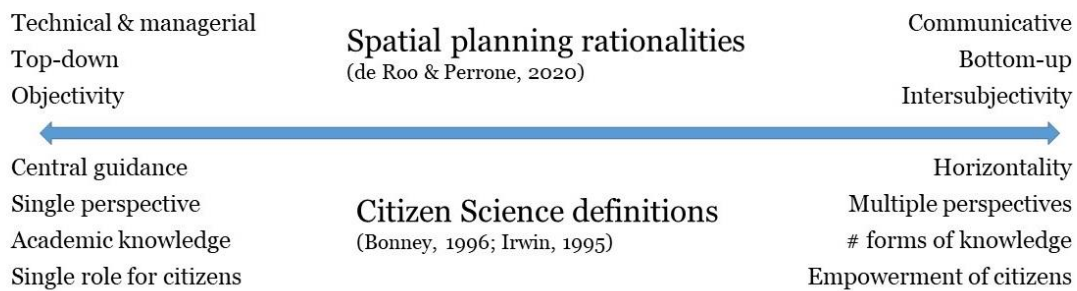 Technical & managerial
Top-down
Objectivity
Spatial planning rationalities
(de Roo & Perrone, 2020)
Communicative
Bottom-up
Intersubjectivity
Central guidance
Single perspective
Academic knowledge
Single role for citizens
Citizen Science definitions
(Bonney, 1996; Irwin, 1995)
Horizontality
Multiple perspectives
# forms of knowledge
Empowerment of citizens